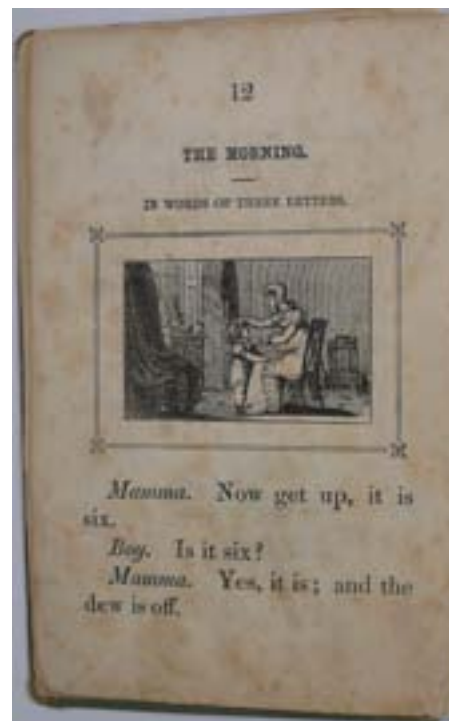 12
THE MORNING.
IN WORDS OF THREE LETTERS.
Mamma. Now get up, it is
six.
Boy. Is it six?
Mamma. Yes, it is; and the
dew is off.